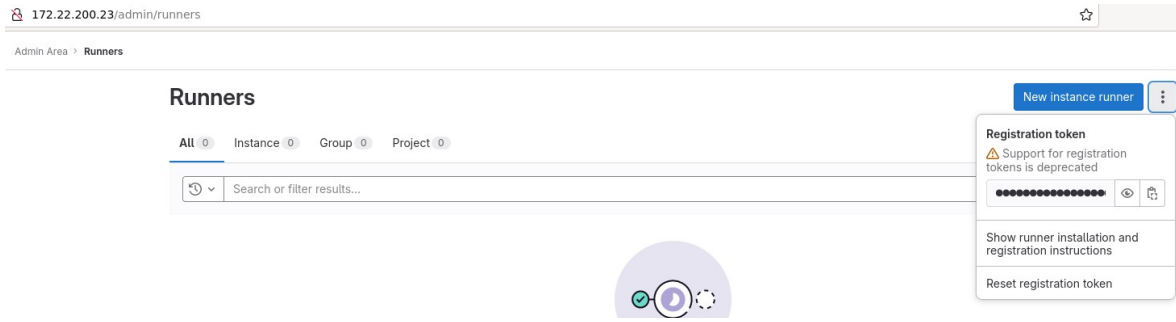 172.22.200.23/admin/runners
Admin Area > Runners
Runners
New instance runner
All 0 Instance 0 Group 0 Project 0
Registration token
Support for registration
tokens is deprecated
Search or filter results...
Show runner installation and
registration instructions
Reset registration token